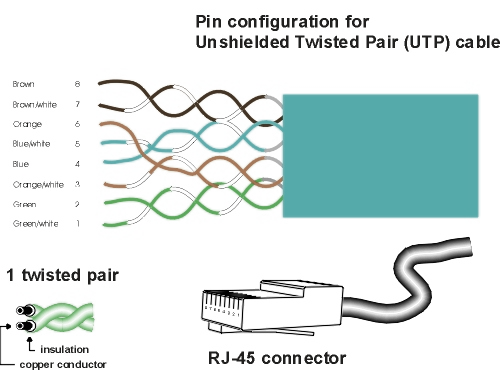 Pin configuration for
Unshielded Twisted Pair (UTP) cable
Brown 8
Brown/white 7
Orange 6
Blue/white 5
Blue 4
Orange/white 3
Green 2
Green/white 1
1 twisted pair
insulation
copper conductor
RJ-45 connector